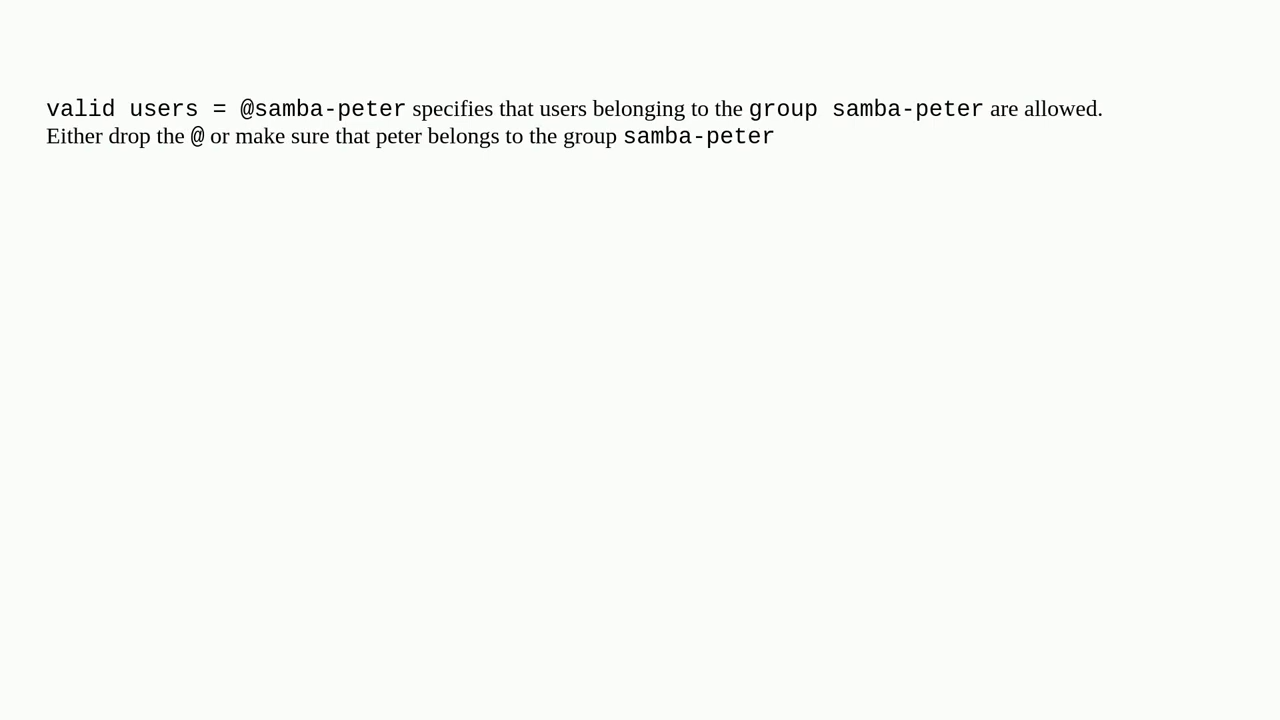 valid users = @samba-peter specifies that users belonging to the group samba-peter are allowed.
Either drop the @ or make sure that peter belongs to the group samba-peter